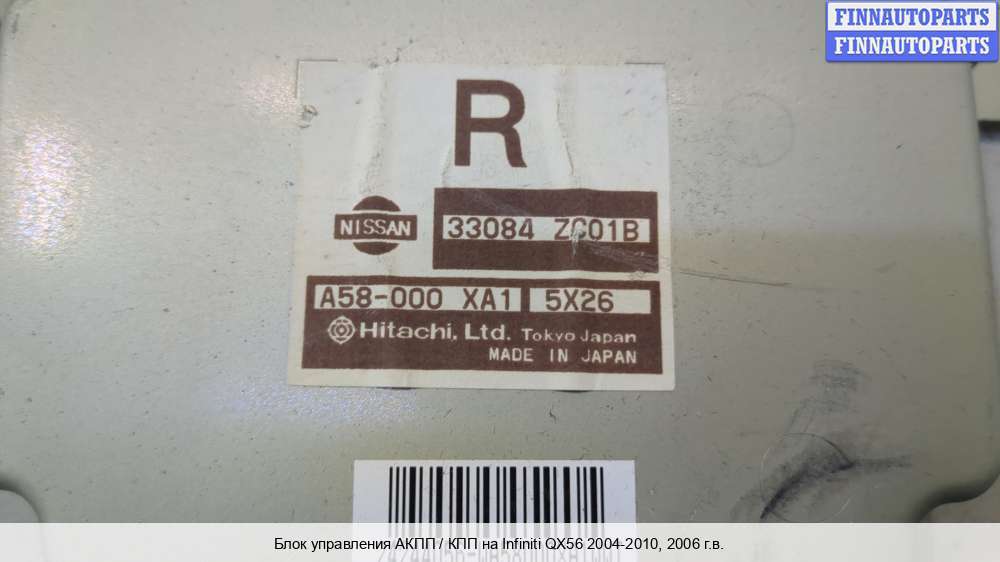 FINNAUTOPARTS
FINNAUTOPARTS
R
NISSAN
33084 ZC01B
A58-000 XA1 5X26
Hitachi, Ltd. Tokyo Japan
MADE IN JAPAN
Блок управления АКПП / КПП на Infiniti QX56 2004-2010, 2006 г.в.